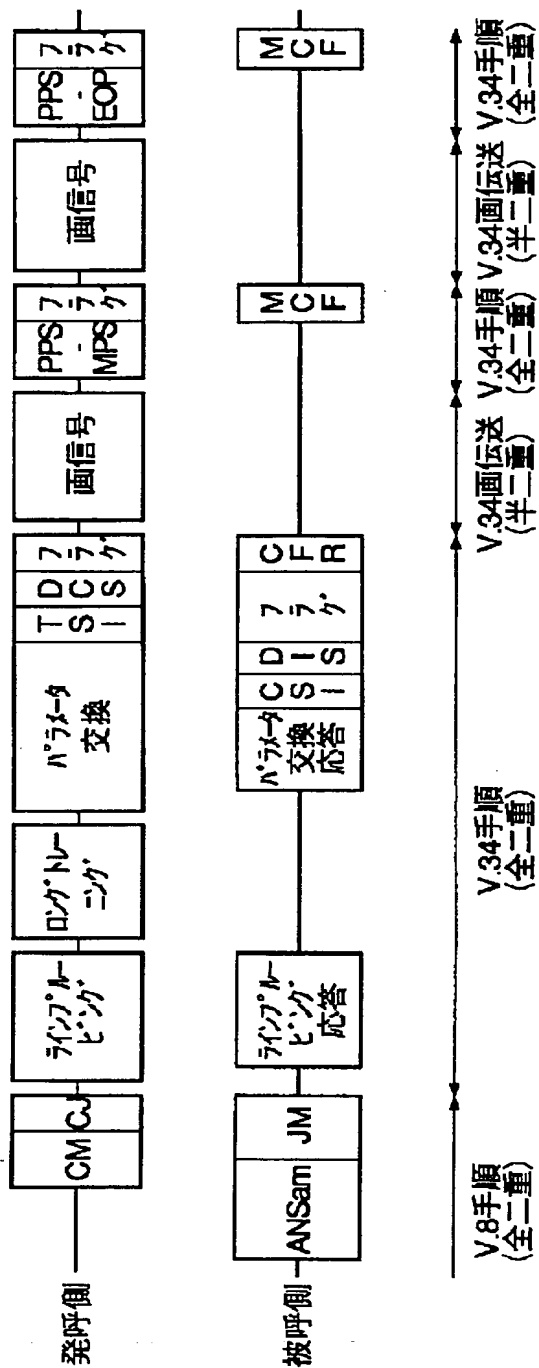 発呼側
CM
CJ
ラインプルー
ビング
ロングトレー
ニング
パラメータ
交換
TSI
DCS
フラグ
画信号
PPS
-
MPS
フラグ
画信号
PPS
-
EOP
フラグ
被呼側
ANSam
JM
ラインプルー
ビング
応答
パラメータ
交換
応答
CSI
DIS
フラグ
CFR
MCF
MCF
V.8手順
(全二重)
V.34手順
(全二重)
V.34画伝送
(半二重)
V.34手順
(全二重)
V.34画伝送
(半二重)
V.34手順
(全二重)